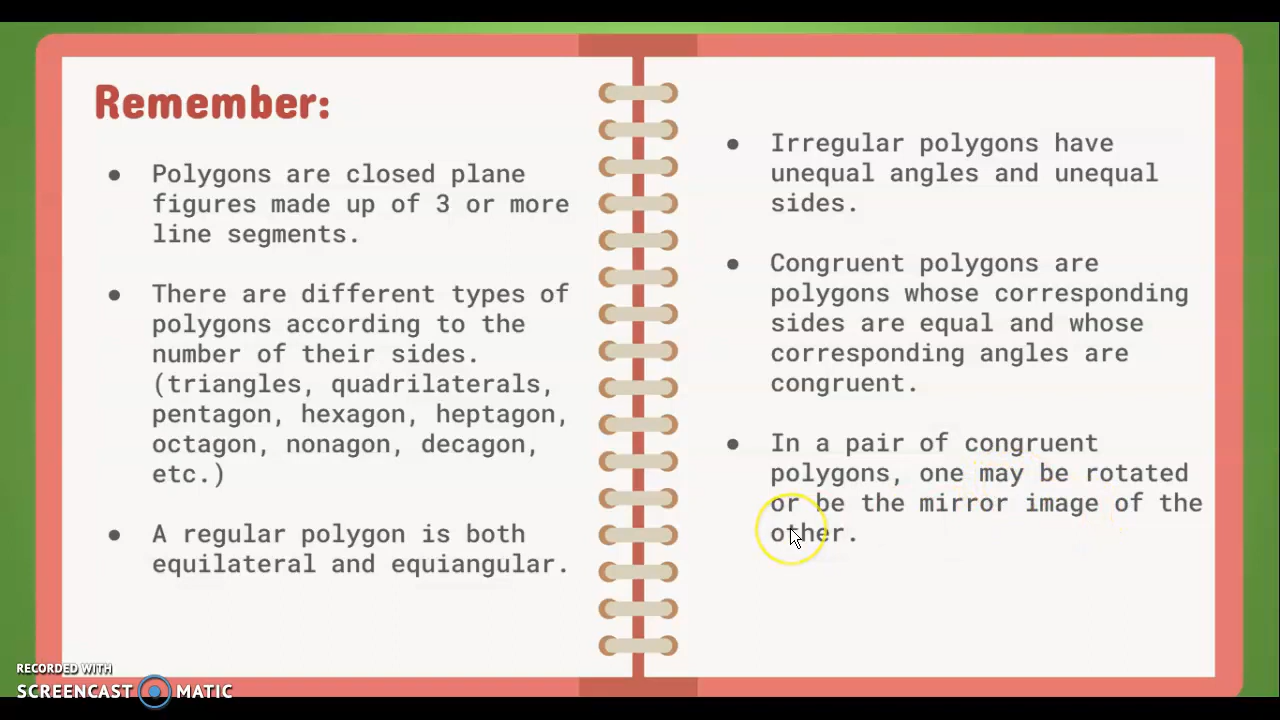 Remember:
● Polygons are closed plane
figures made up of 3 or more
line segments.
● There are different types of
polygons according to the
number of their sides.
(triangles, quadrilaterals,
pentagon, hexagon, heptagon,
octagon, nonagon, decagon,
etc.)
● A regular polygon is both
equilateral and equiangular.
● Irregular polygons have
unequal angles and unequal
sides.
● Congruent polygons are
polygons whose corresponding
sides are equal and whose
corresponding angles are
congruent.
● In a pair of congruent
polygons, one may be rotated
or be the mirror image of the
other.
RECORDED WITH
SCREENCAST MATIC